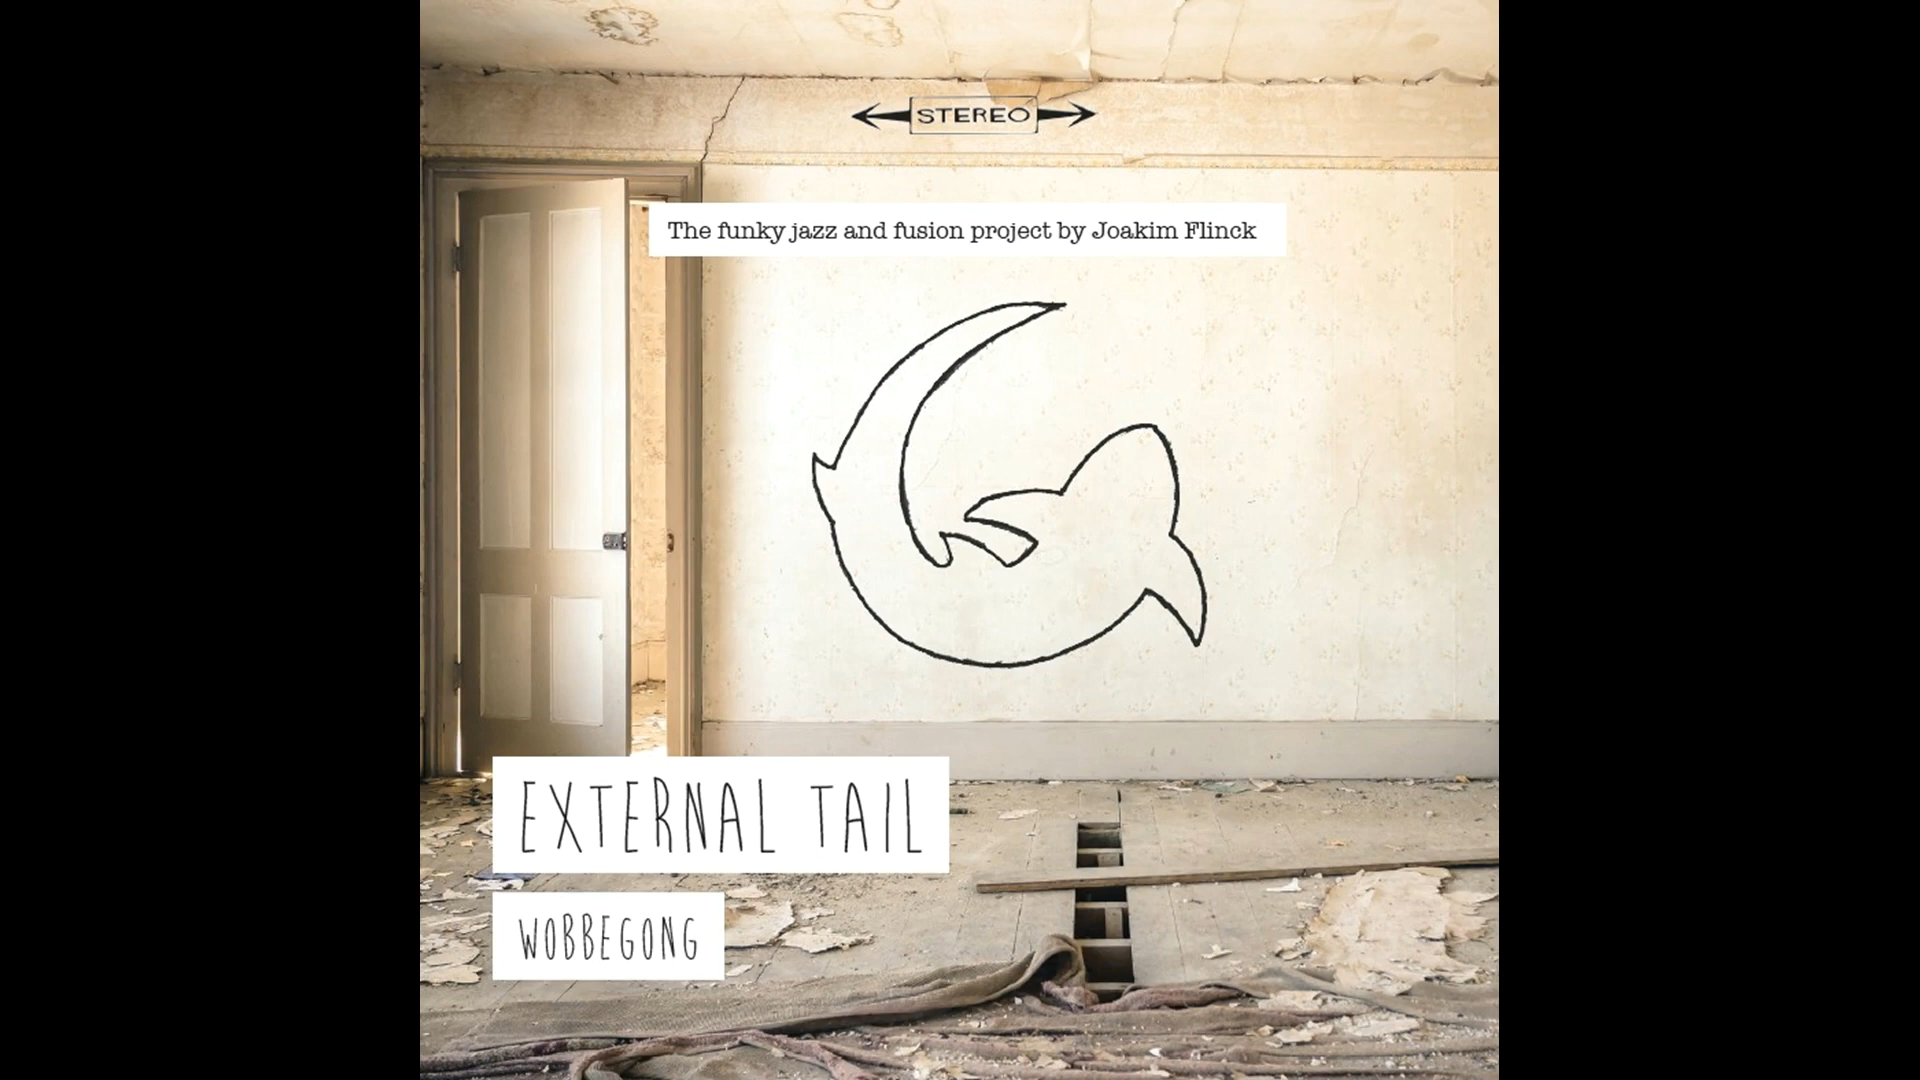 STEREO
The funky jazz and fusion project by Joakim Flinck
EXTERNAL TAIL
WOBBEGONG